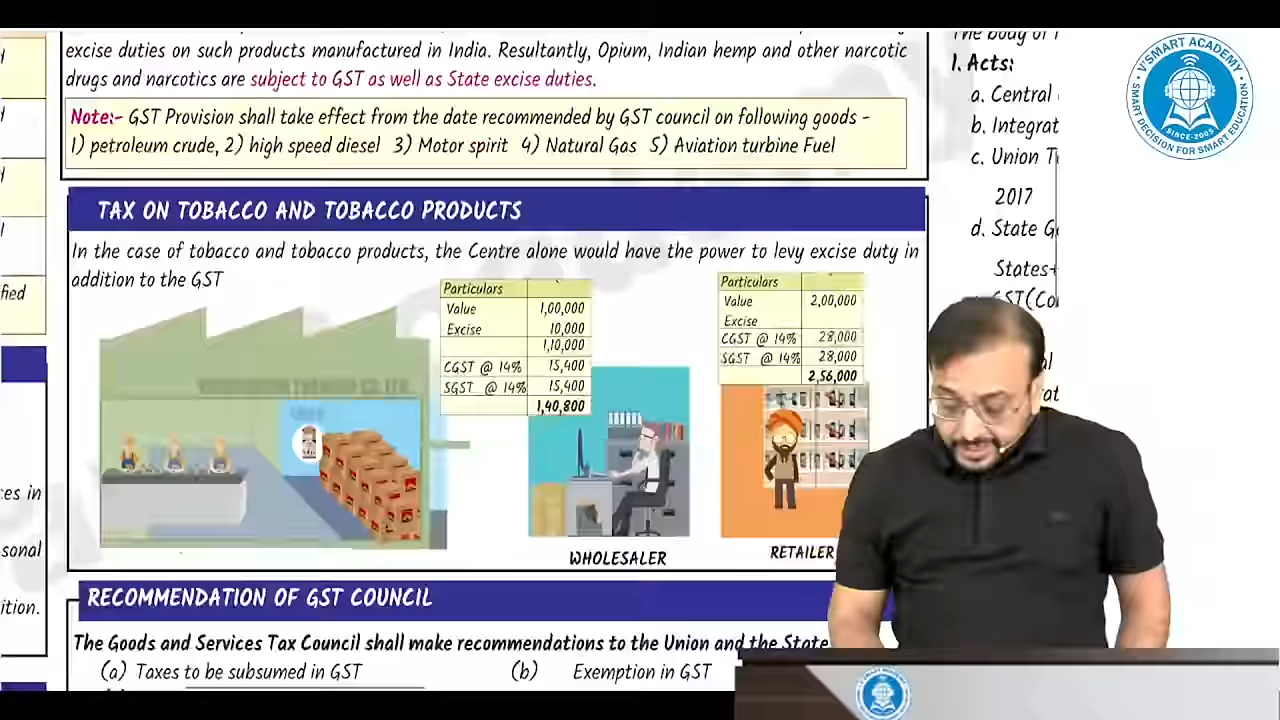 excise duties on such products manufactured in India. Resultantly, Opium, Indian hemp and other narcotic
drugs and narcotics are subject to GST as well as State excise duties.
Note:- GST Provision shall take effect from the date recommended by GST council on following goods -
1) petroleum crude, 2) high speed diesel 3) Motor spirit 4) Natural Gas 5) Aviation turbine Fuel
TAX ON TOBACCO AND TOBACCO PRODUCTS
In the case of tobacco and tobacco products, the Centre alone would have the power to levy excise duty in
addition to the GST
Particulars
Value 1,00,000
Excise 10,000
1,10,000
CGST @ 14% 15,400
SGST @ 14% 15,400
1,40,800
WHOLESALER
Particulars
Value 2,00,000
Excise
CGST @ 14% 28,000
SGST @ 14% 28,000
2,56,000
RETAILER
RECOMMENDATION OF GST COUNCIL
The Goods and Services Tax Council shall make recommendations to the Union and the State
(a) Taxes to be subsumed in GST (b) Exemption in GST
fied
es in
sonal
ition.
The body of
1. Acts:
a. Central
b. Integrat
c. Union T
2017
d. State G
States+
GST(Co
al
rat
V'SMART ACADEMY
SINCE-2005
SMART DECISION FOR SMART EDUCATION